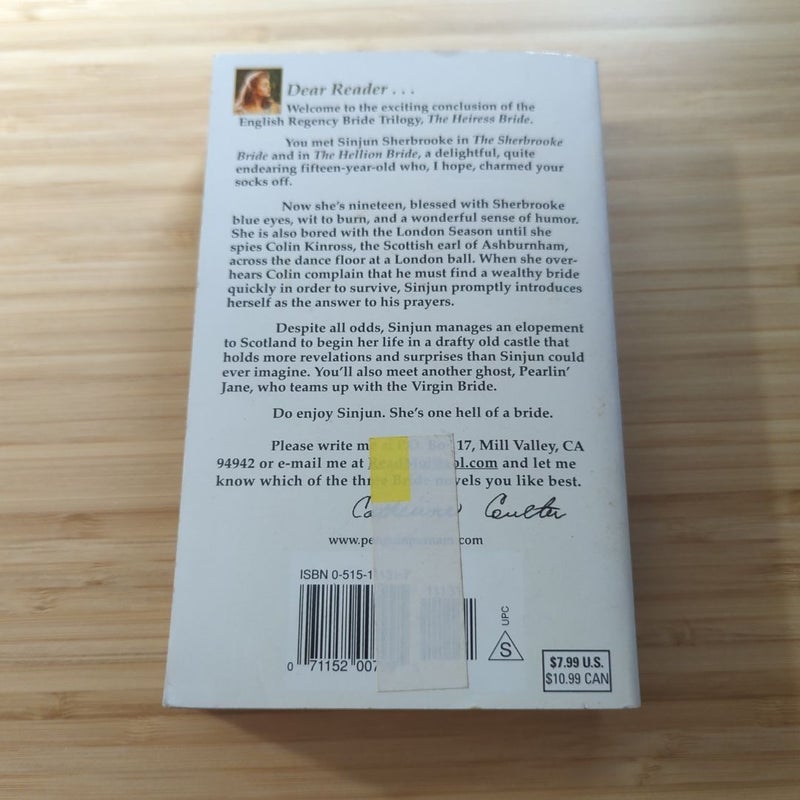 Dear Reader . . .
Welcome to the exciting conclusion of the
English Regency Bride Trilogy, The Heiress Bride.
You met Sinjun Sherbrooke in The Sherbrooke
Bride and in The Hellion Bride, a delightful, quite
endearing fifteen-year-old who, I hope, charmed your
socks off.
Now she's nineteen, blessed with Sherbrooke
blue eyes, wit to burn, and a wonderful sense of humor.
She is also bored with the London Season until she
spies Colin Kinross, the Scottish earl of Ashburnham,
across the dance floor at a London ball. When she over-
hears Colin complain that he must find a wealthy bride
quickly in order to survive, Sinjun promptly introduces
herself as the answer to his prayers.
Despite all odds, Sinjun manages an elopement
to Scotland to begin her life in a drafty old castle that
holds more revelations and surprises than Sinjun could
ever imagine. You'll also meet another ghost, Pearlin'
Jane, who teams up with the Virgin Bride.
Do enjoy Sinjun. She's one hell of a bride.
Please write me at P.O. Bo 17, Mill Valley, CA
94942 or e-mail me at ol.com and let me
know which of the three Bride novels you like best.
Catherine Coulter
www.pe com
ISBN 0-515-1
0 71152 007
UPC
S
$7.99 U.S.
$10.99 CAN